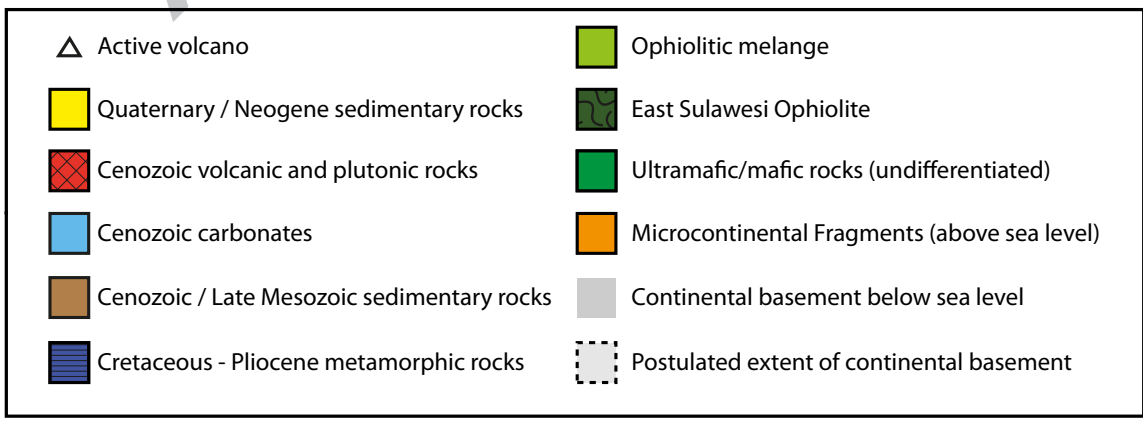 Active volcano
Quaternary / Neogene sedimentary rocks
Cenozoic volcanic and plutonic rocks
Cenozoic carbonates
Cenozoic / Late Mesozoic sedimentary rocks
Cretaceous - Pliocene metamorphic rocks
Ophiolitic melange
East Sulawesi Ophiolite
Ultramafic/mafic rocks (undifferentiated)
Microcontinental Fragments (above sea level)
Continental basement below sea level
Postulated extent of continental basement